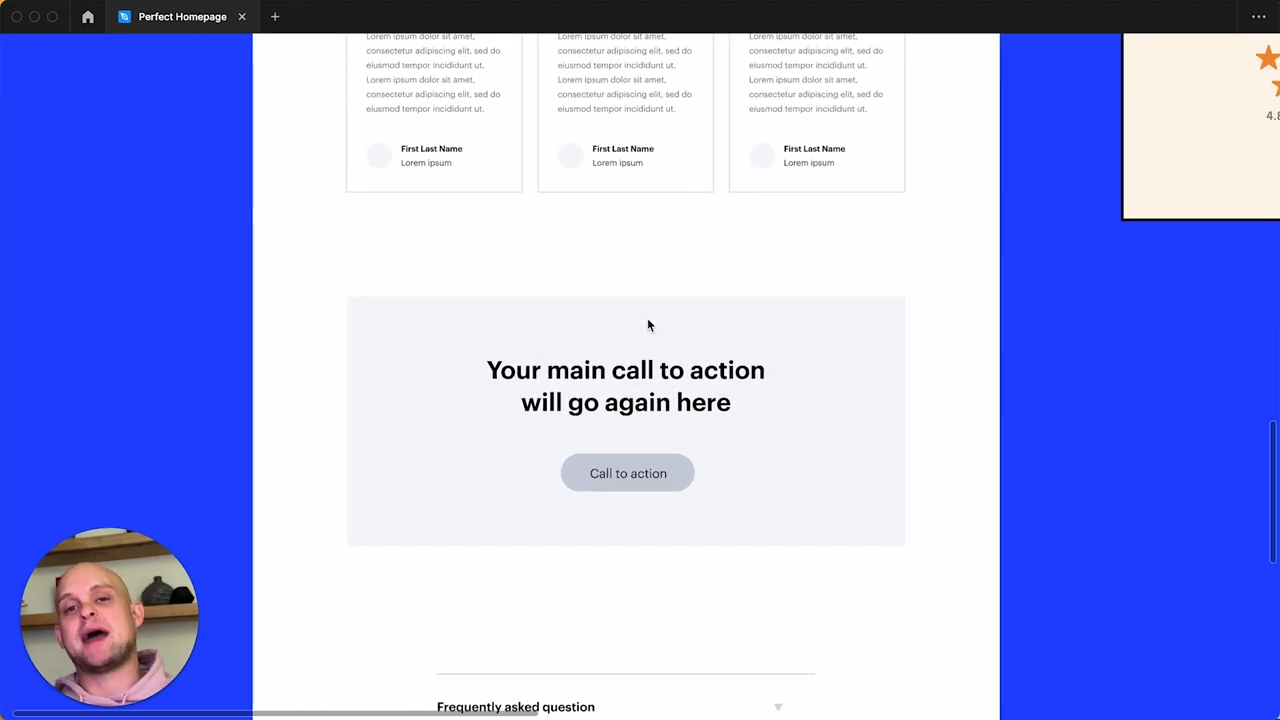 Perfect Homepage
Lorem ipsum dolor sit amet,
consectetur adipiscing elit, sed do
eiusmod tempor incididunt ut.
Lorem ipsum dolor sit amet,
consectetur adipiscing elit, sed do
eiusmod tempor incididunt ut.
First Last Name
Lorem ipsum
Lorem ipsum dolor sit amet,
consectetur adipiscing elit, sed do
eiusmod tempor incididunt ut.
Lorem ipsum dolor sit amet,
consectetur adipiscing elit, sed do
eiusmod tempor incididunt ut.
First Last Name
Lorem ipsum
Lorem ipsum dolor sit amet,
consectetur adipiscing elit, sed do
eiusmod tempor incididunt ut.
Lorem ipsum dolor sit amet,
consectetur adipiscing elit, sed do
eiusmod tempor incididunt ut.
First Last Name
Lorem ipsum
4.8
Your main call to action
will go again here
Call to action
Frequently asked question